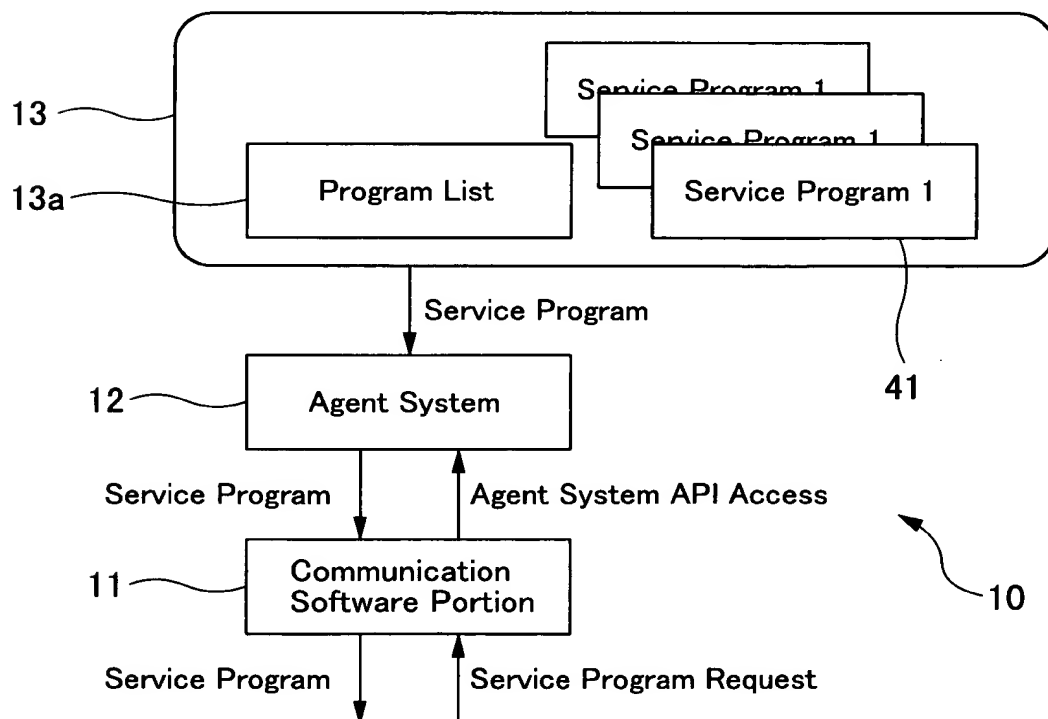 Service Program 1
13
Service Program 1
13a
Program List
Service Program 1
Service Program
41
12
Agent System
Service Program
Agent System API Access
11
Communication
Software Portion
10
Service Program
Service Program Request